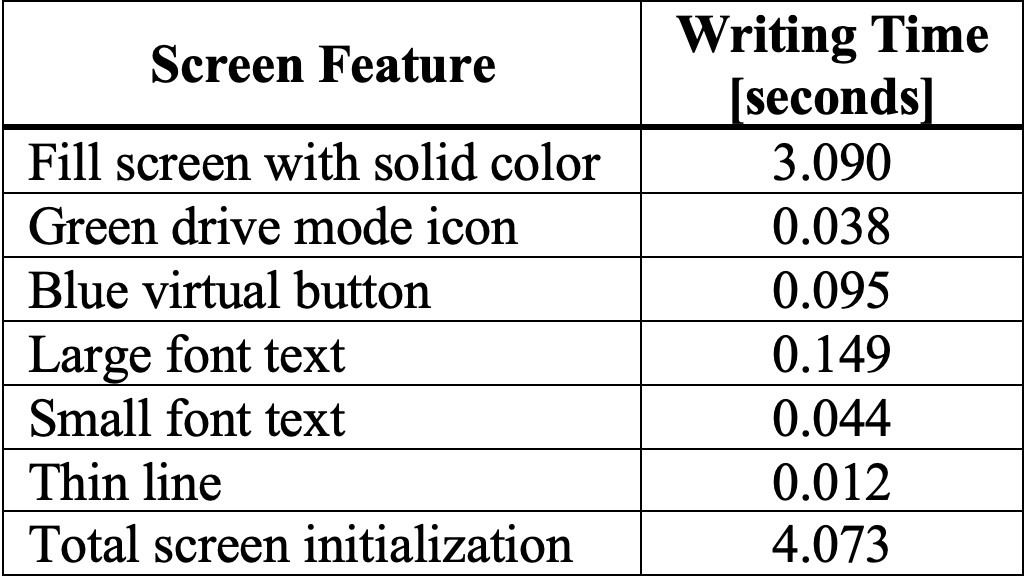 Screen Feature
Writing Time
[seconds]
Fill screen with solid color 3.090
Green drive mode icon 0.038
Blue virtual button 0.095
Large font text 0.149
Small font text 0.044
Thin line 0.012
Total screen initialization 4.073